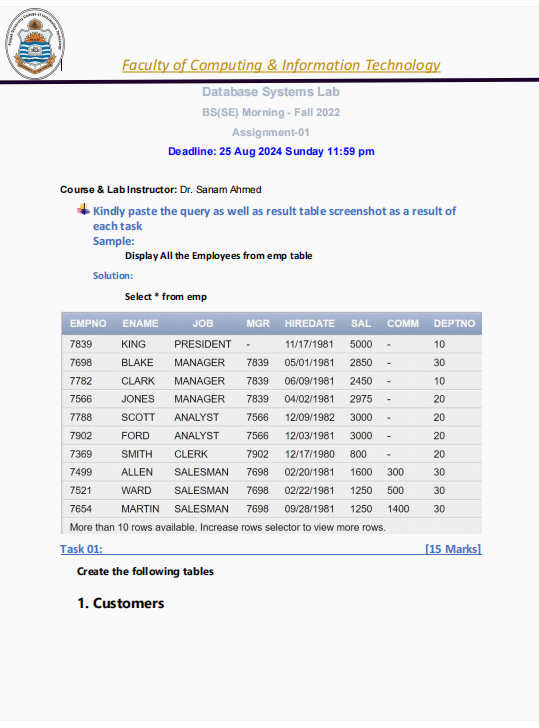 Faculty of Computing & Information Technology
Database Systems Lab
BS(SE) Morning - Fall 2022
Assignment-01
Deadline: 25 Aug 2024 Sunday 11:59 pm
Course & Lab Instructor: Dr. Sanam Ahmed
Kindly paste the query as well as result table screenshot as a result of
each task
Sample:
Display All the Employees from emp table
Solution:
Select * from emp
EMPNO ENAME JOB MGR HIREDATE SAL COMM DEPTNO
7839 KING PRESIDENT - 11/17/1981 5000 - 10
7698 BLAKE MANAGER 7839 05/01/1981 2850 - 30
7782 CLARK MANAGER 7839 06/09/1981 2450 - 10
7566 JONES MANAGER 7839 04/02/1981 2975 - 20
7788 SCOTT ANALYST 7566 12/09/1982 3000 - 20
7902 FORD ANALYST 7566 12/03/1981 3000 - 20
7369 SMITH CLERK 7902 12/17/1980 800 - 20
7499 ALLEN SALESMAN 7698 02/20/1981 1600 300 30
7521 WARD SALESMAN 7698 02/22/1981 1250 500 30
7654 MARTIN SALESMAN 7698 09/28/1981 1250 1400 30
More than 10 rows available. Increase rows selector to view more rows.
Task 01: [15 Marks]
Create the following tables
1. Customers